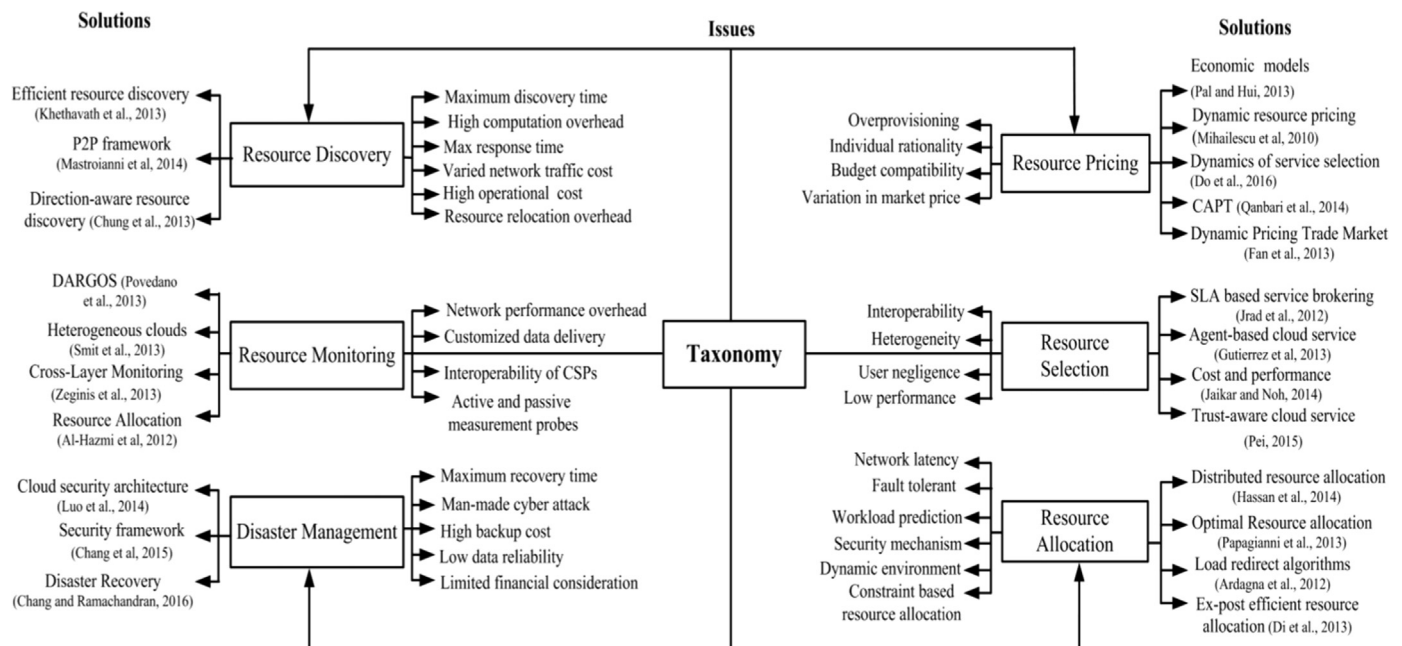 Solutions
Issues
Solutions
Efficient resource discovery
(Khethavath et al., 2013)
P2P framework
(Mastroianni et al, 2014)
Direction-aware resource
discovery (Chung et al., 2013)
Resource Discovery
Maximum discovery time
High computation overhead
Max response time
Varied network traffic cost
High operational cost
Resource relocation overhead
Overprovisioning
Individual rationality
Budget compatibility
Variation in market price
Resource Pricing
Economic models
(Pal and Hui, 2013)
Dynamic resource pricing
(Mihailescu et al, 2010)
Dynamics of service selection
(Do et al., 2016)
CAPT (Qanbari et al., 2014)
Dynamic Pricing Trade Market
(Fan et al., 2013)
DARGOS (Povedano
et al., 2013)
Heterogeneous clouds
(Smit et al., 2013)
Cross-Layer Monitoring
(Zeginis et al., 2013)
Resource Allocation
(Al-Hazmi et al, 2012)
Resource Monitoring
Network performance overhead
Customized data delivery
Interoperability of CSPs
Active and passive
measurement probes
Taxonomy
Interoperability
Heterogeneity
User negligence
Low performance
Resource
Selection
SLA based service brokering
(Jrad et al., 2012)
Agent-based cloud service
(Gutierrez et al, 2013)
Cost and performance
(Jaikar and Noh, 2014)
Trust-aware cloud service
(Pei, 2015)
Cloud security architecture
(Luo et al., 2014)
Security framework
(Chang et al, 2015)
Disaster Recovery
(Chang and Ramachandran, 2016)
Disaster Management
Maximum recovery time
Man-made cyber attack
High backup cost
Low data reliability
Limited financial consideration
Network latency
Fault tolerant
Workload prediction
Security mechanism
Dynamic environment
Constraint based
resource allocation
Resource
Allocation
Distributed resource allocation
(Hassan et al., 2014)
Optimal Resource allocation
(Papagianni et al., 2013)
Load redirect algorithms
(Ardagna et al., 2012)
Ex-post efficient resource
allocation (Di et al., 2013)